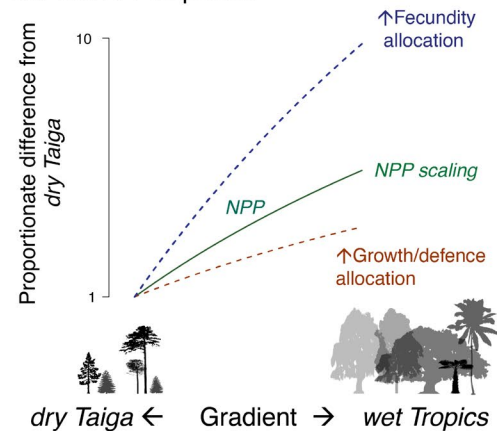 ↑Fecundity
allocation
10
Proportionate difference from
dry Taiga
NPP scaling
NPP
↑Growth/defence
allocation
1
dry Taiga ← Gradient → wet Tropics